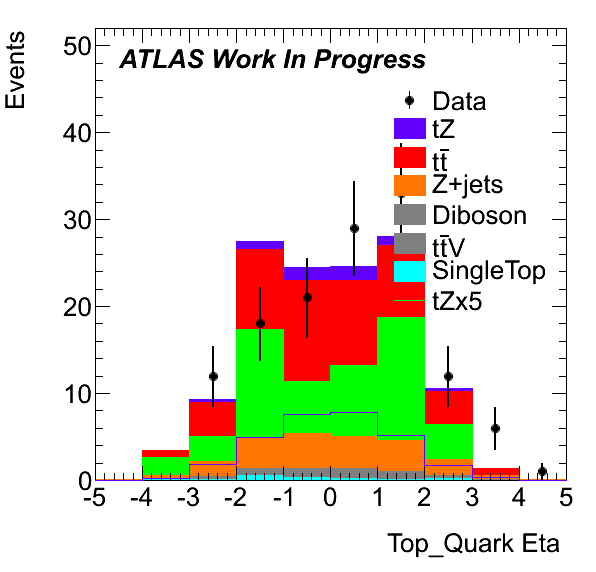 Events
50
40
30
20
10
0
ATLAS Work In Progress
Data
tZ
tt̄
Z+jets
Diboson
tt̄V
SingleTop
tZx5
-5 -4 -3 -2 -1 0 1 2 3 4 5
Top_Quark Eta